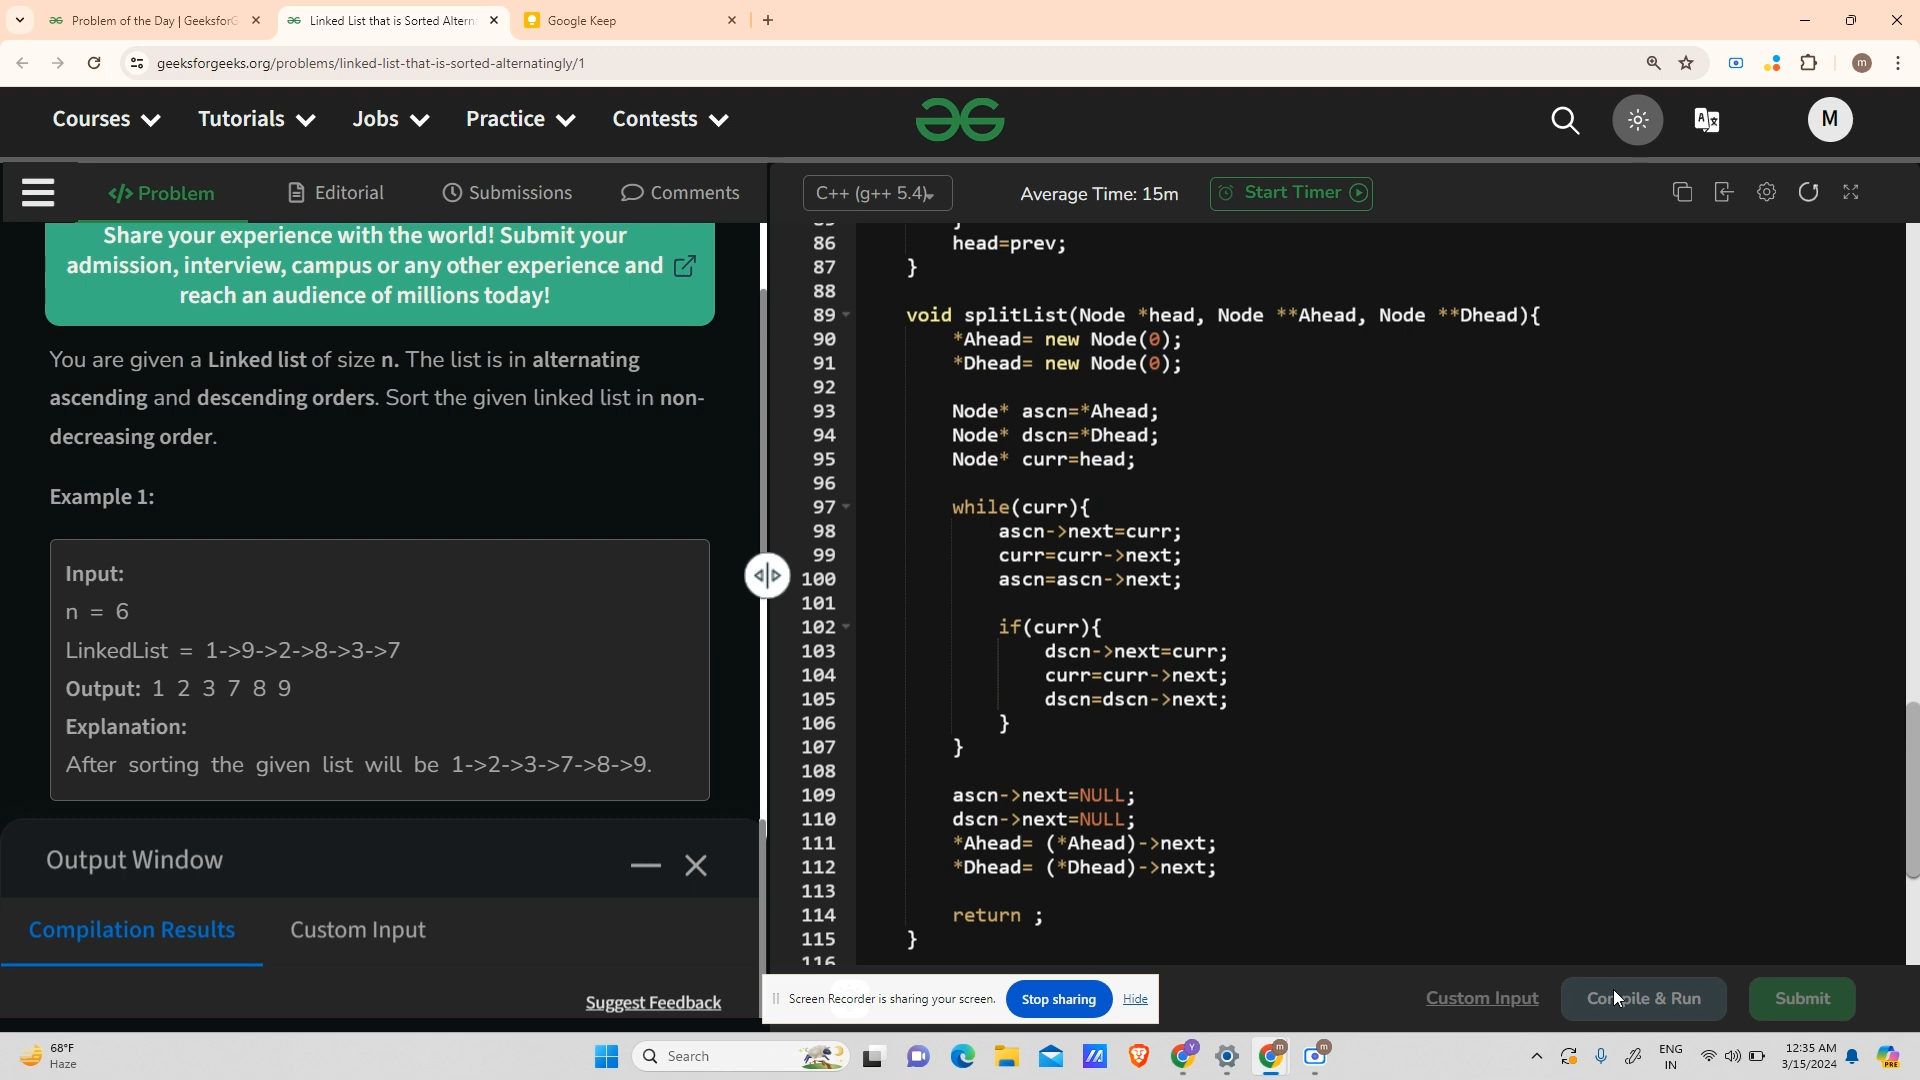 Problem of the Day | GeeksforG
Linked List that is Sorted Altern
Google Keep
geeksforgeeks.org/problems/linked-list-that-is-sorted-alternatingly/1
m
Courses Tutorials Jobs Practice Contests
M
</> Problem Editorial Submissions Comments
C++ (g++ 5.4) Average Time: 15m Start Timer
Share your experience with the world! Submit your
admission, interview, campus or any other experience and
reach an audience of millions today!
You are given a Linked list of size n. The list is in alternating
ascending and descending orders. Sort the given linked list in non-
decreasing order.
Example 1:
Input:
n = 6
LinkedList = 1->9->2->8->3->7
Output: 1 2 3 7 8 9
Explanation:
After sorting the given list will be 1->2->3->7->8->9.
Output Window
Compilation Results Custom Input
Suggest Feedback
86 head=prev;
87 }
88
89 void splitList(Node *head, Node **Ahead, Node **Dhead){
90 *Ahead= new Node(0);
91 *Dhead= new Node(0);
92
93 Node* ascn=*Ahead;
94 Node* dscn=*Dhead;
95 Node* curr=head;
96
97 while(curr){
98 ascn->next=curr;
99 curr=curr->next;
100 ascn=ascn->next;
101
102 if(curr){
103 dscn->next=curr;
104 curr=curr->next;
105 dscn=dscn->next;
106 }
107 }
108
109 ascn->next=NULL;
110 dscn->next=NULL;
111 *Ahead= (*Ahead)->next;
112 *Dhead= (*Dhead)->next;
113
114 return ;
115 }
116
Screen Recorder is sharing your screen. Stop sharing Hide
Custom Input Compile & Run Submit
68°F
Haze
Search
ENG
IN
12:35 AM
3/15/2024